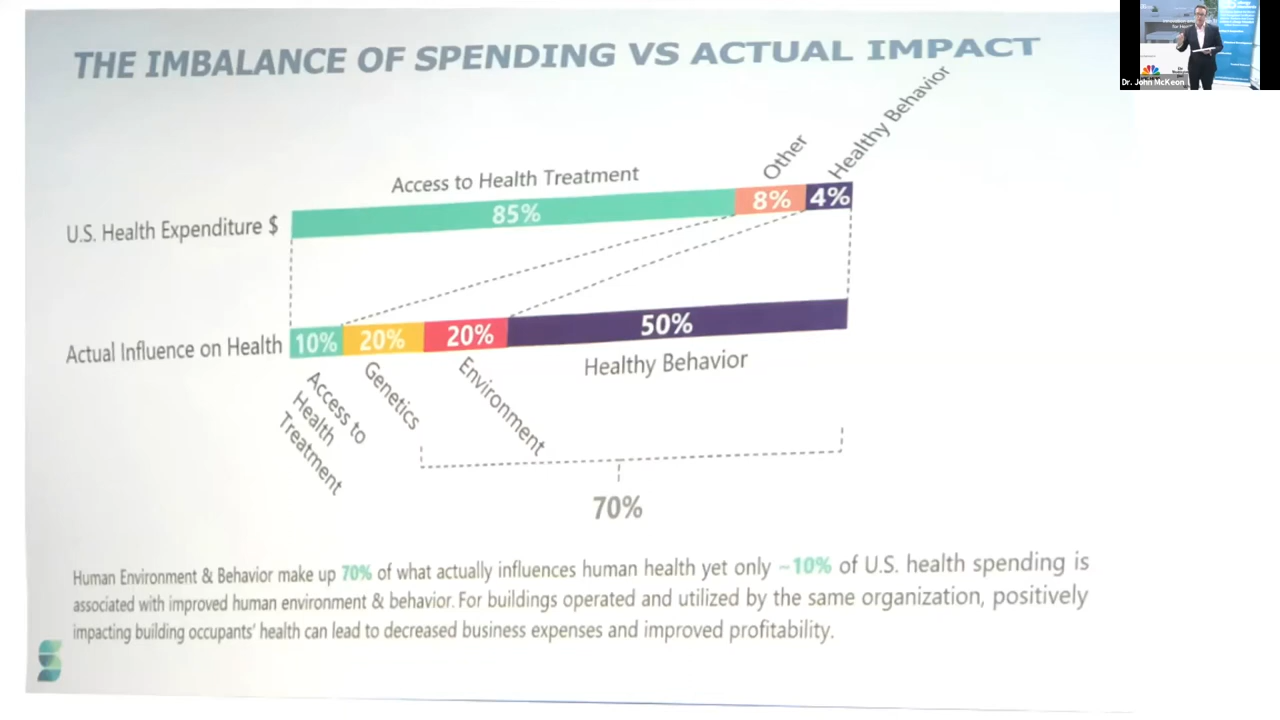 THE IMBALANCE OF SPENDING VS ACTUAL IMPACT
Dr. John McKeon
Access to Health Treatment
Other
Healthy Behavior
U.S. Health Expenditure $
85%
8%
4%
Actual Influence on Health
10%
20%
20%
50%
Access to
Health
Treatment
Genetics
Environment
Healthy Behavior
70%
Human Environment & Behavior make up 70% of what actually influences human health yet only ~10% of U.S. health spending is
associated with improved human environment & behavior. For buildings operated and utilized by the same organization, positively
impacting building occupants' health can lead to decreased business expenses and improved profitability.